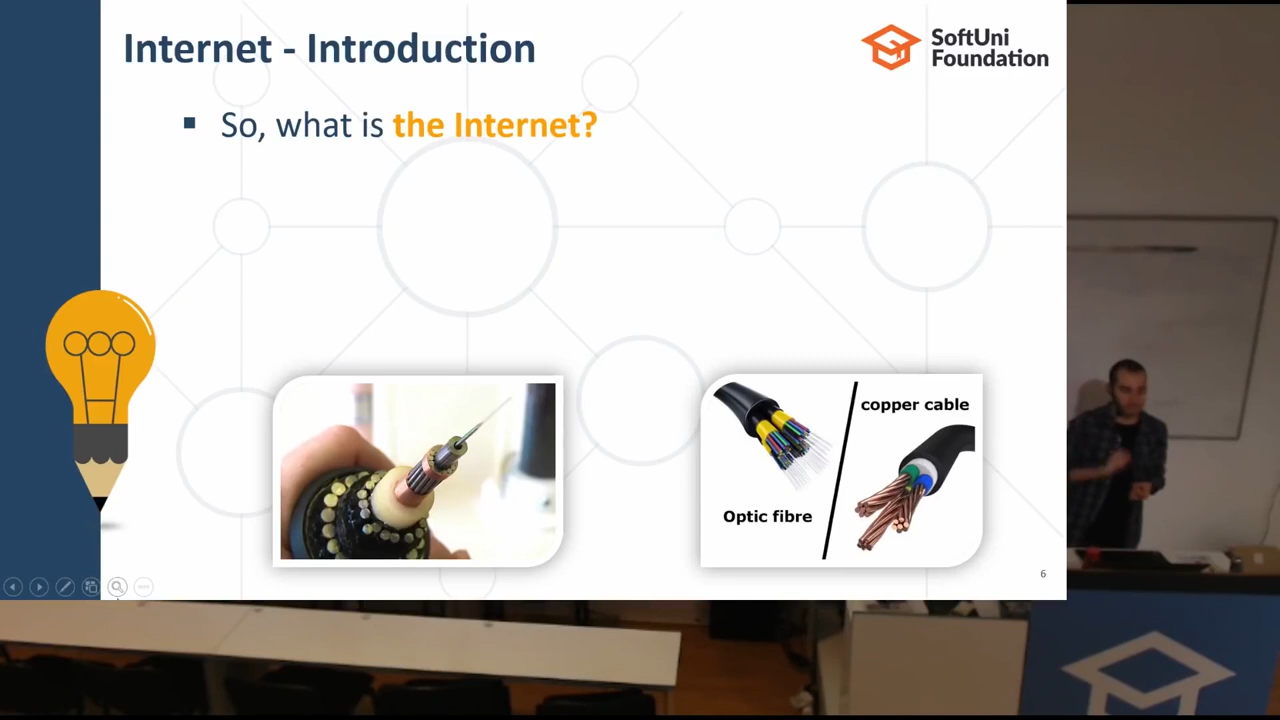 Internet - Introduction
SoftUni
Foundation
▪ So, what is the Internet?
copper cable
Optic fibre
6